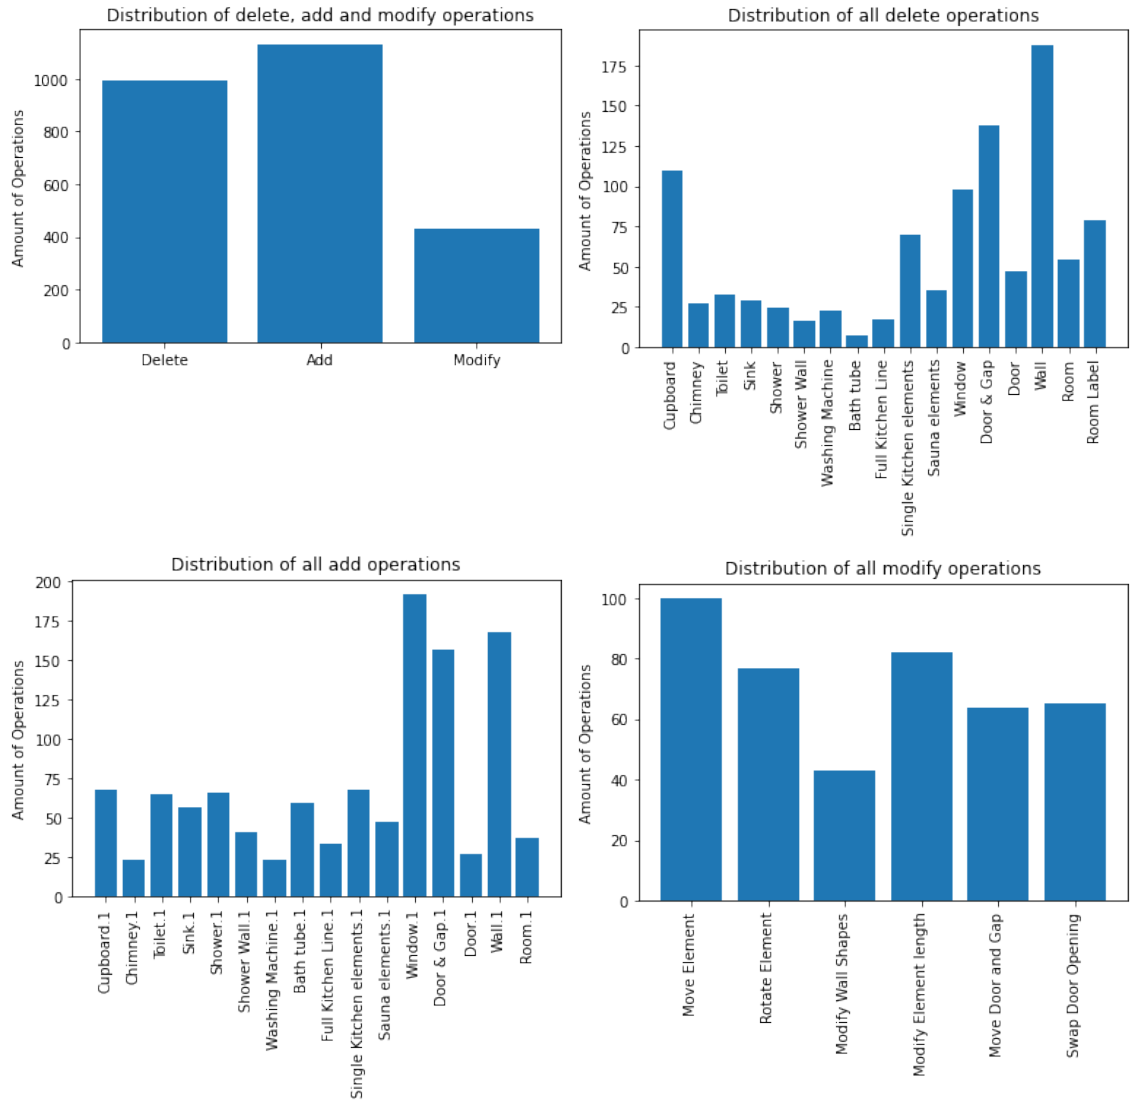 Distribution of delete, add and modify operations
Amount of Operations
1000
800
600
400
200
0
Delete
Add
Modify
Distribution of all delete operations
Amount of Operations
175
150
125
100
75
50
25
0
Cupboard
Chimney
Toilet
Sink
Shower
Shower Wall
Washing Machine
Bath tube
Full Kitchen Line
Single Kitchen elements
Sauna elements
Window
Door & Gap
Door
Wall
Room
Room Label
Distribution of all add operations
Amount of Operations
200
175
150
125
100
75
50
25
0
Cupboard.1
Chimney.1
Toilet.1
Sink.1
Shower.1
Shower Wall.1
Washing Machine.1
Bath tube.1
Full Kitchen Line.1
Single Kitchen elements.1
Sauna elements.1
Window.1
Door & Gap.1
Door.1
Wall.1
Room.1
Distribution of all modify operations
Amount of Operations
100
80
60
40
20
0
Move Element
Rotate Element
Modify Wall Shapes
Modify Element length
Move Door and Gap
Swap Door Opening